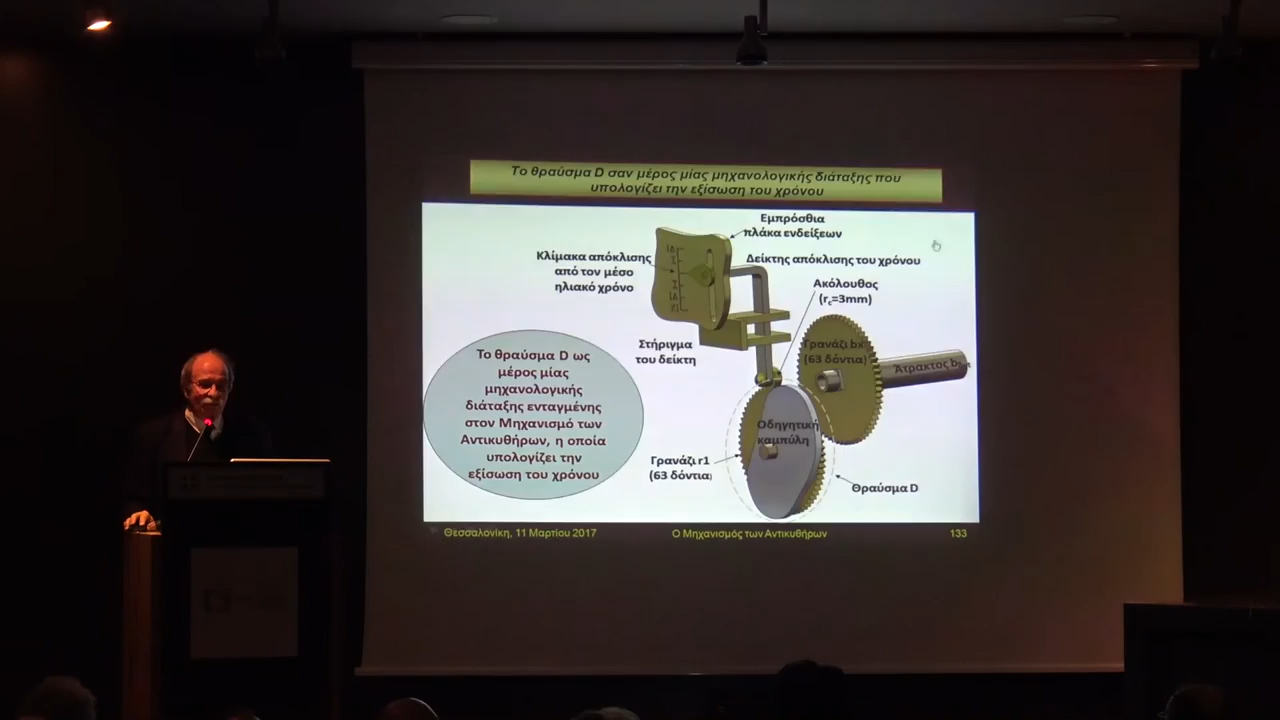 Το θραύσμα D σαν μέρος μίας μηχανολογικής διάταξης που
υπολογίζει την εξίσωση του χρόνου
Εμπρόσθια
πλάκα ενδείξεων
Κλίμακα απόκλισης
από τον μέσο
ηλιακό χρόνο
Δείκτης απόκλισης του χρόνου
Ακόλουθος
(rc=3mm)
Στήριγμα
του δείκτη
Γρανάζι bx
(63 δόντια)
Άτρακτος
Το θραύσμα D ως
μέρος μίας
μηχανολογικής
διάταξης ενταγμένης
στον Μηχανισμό των
Αντικυθήρων, η οποία
υπολογίζει την
εξίσωση του χρόνου
Οδηγητική
καμπύλη
Γρανάζι r1
(63 δόντια)
Θραύσμα D
Θεσσαλονίκη, 11 Μαρτίου 2017
Ο Μηχανισμός των Αντικυθήρων
133